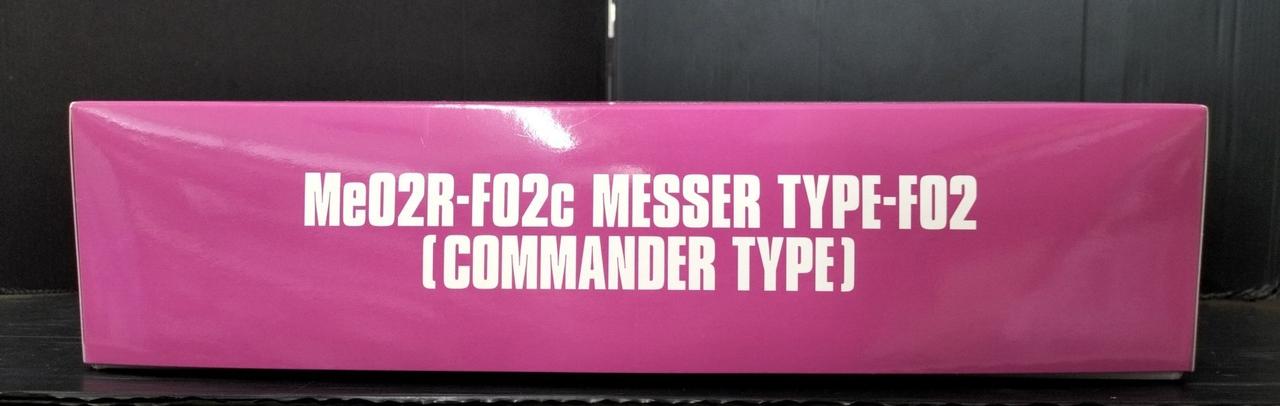 Me02R-F02c MESSER TYPE-F02
(COMMANDER TYPE)